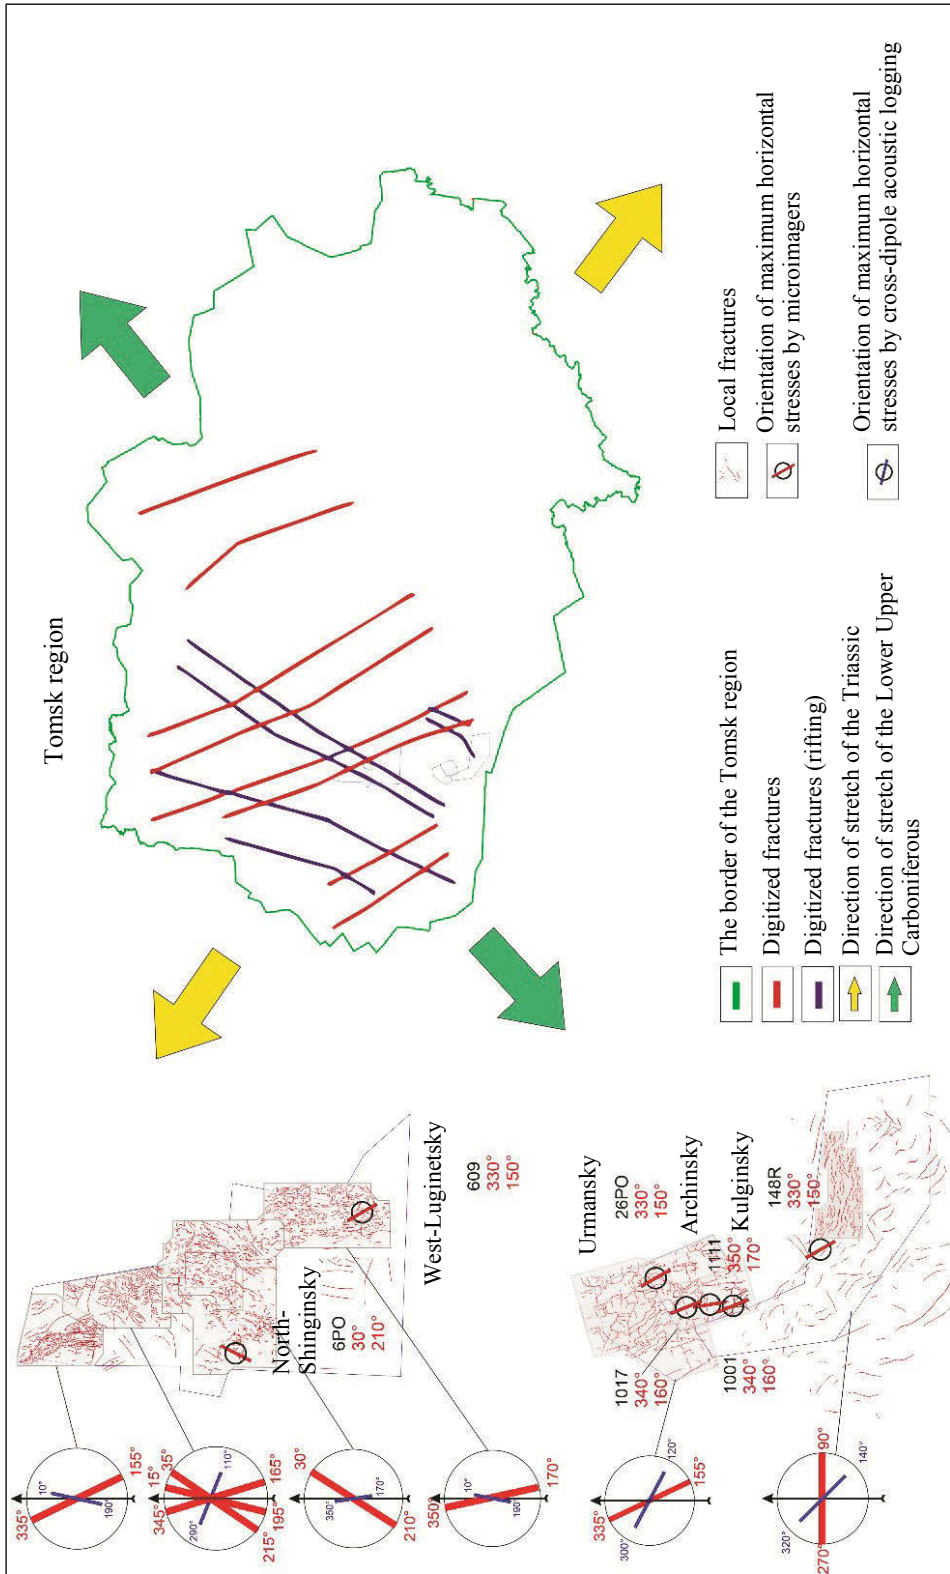 Tomsk region
335°
10°
155°
190°
345°
15°
35°
110°
290°
165°
195°
215°
30°
350°
170°
210°
350°
10°
190°
170°
335°
120°
300°
155°
90°
140°
320°
270°
North-
Shinginsky
6PO
30°
210°
West-Luginetsky
609
330°
150°
Urmansky
26PO
330°
150°
Archinsky
1111
350°
170°
Kulginsky
148R
330°
150°
1017
340°
160°
1001
340°
160°
The border of the Tomsk region
Digitized fractures
Digitized fractures (rifting)
Direction of stretch of the Triassic
Direction of stretch of the Lower Upper
Carboniferous
Local fractures
Orientation of maximum horizontal
stresses by microimagers
Orientation of maximum horizontal
stresses by cross-dipole acoustic logging